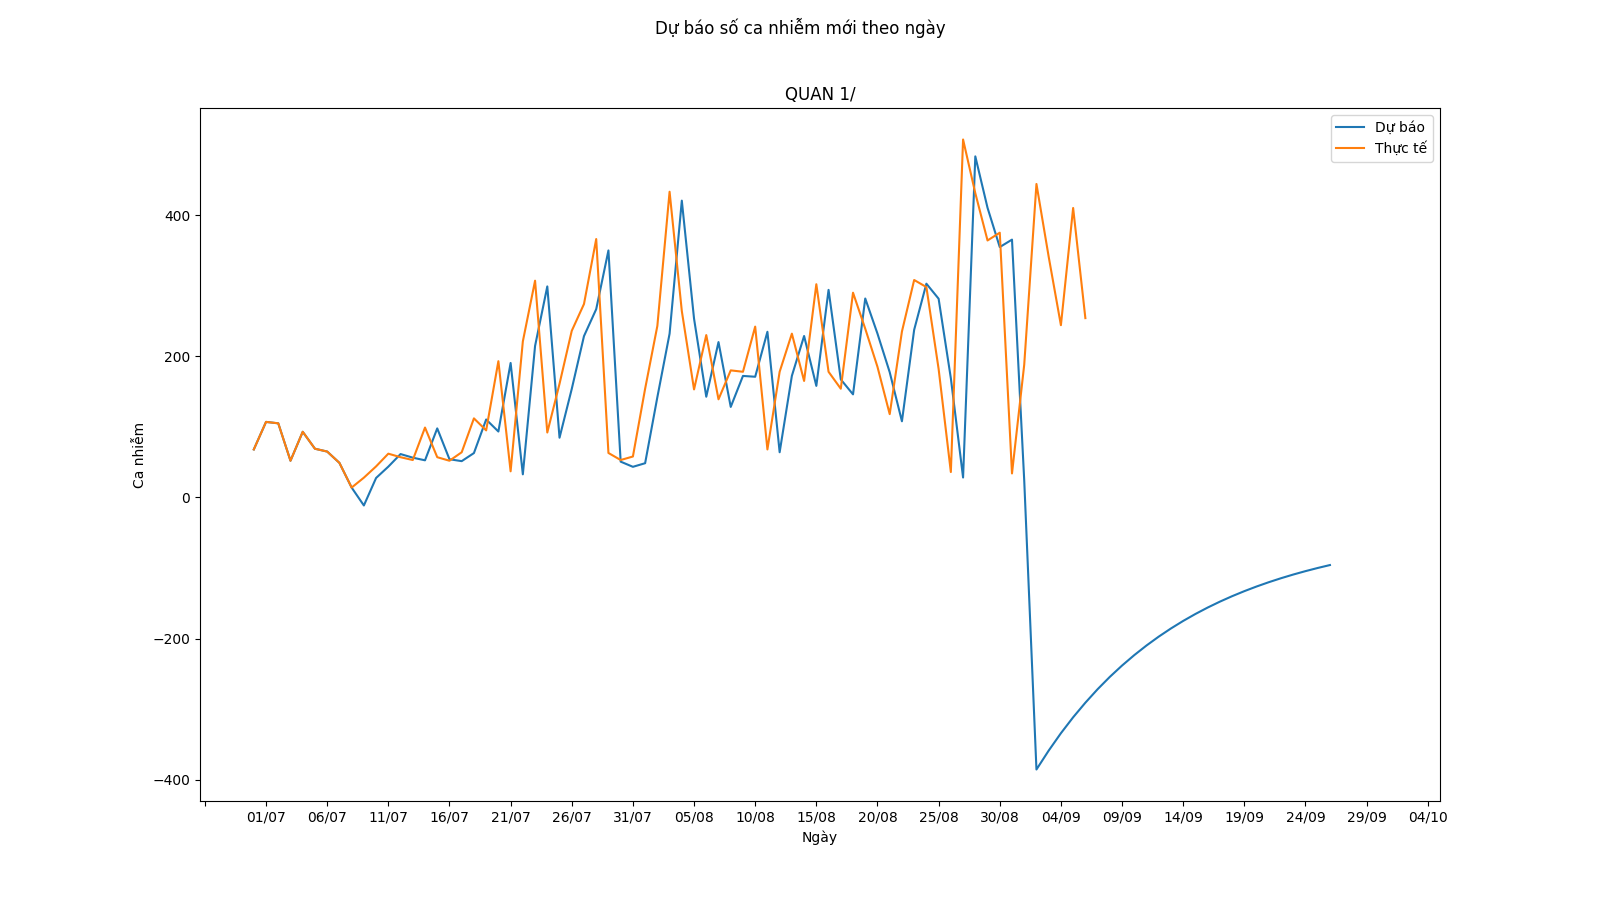 Dự báo số ca nhiễm mới theo ngày
QUAN 1/
Dự báo
Thực tế
400
200
0
−200
−400
Ca nhiễm
01/07 06/07 11/07 16/07 21/07 26/07 31/07 05/08 10/08 15/08 20/08 25/08 30/08 04/09 09/09 14/09 19/09 24/09 29/09 04/10
Ngày